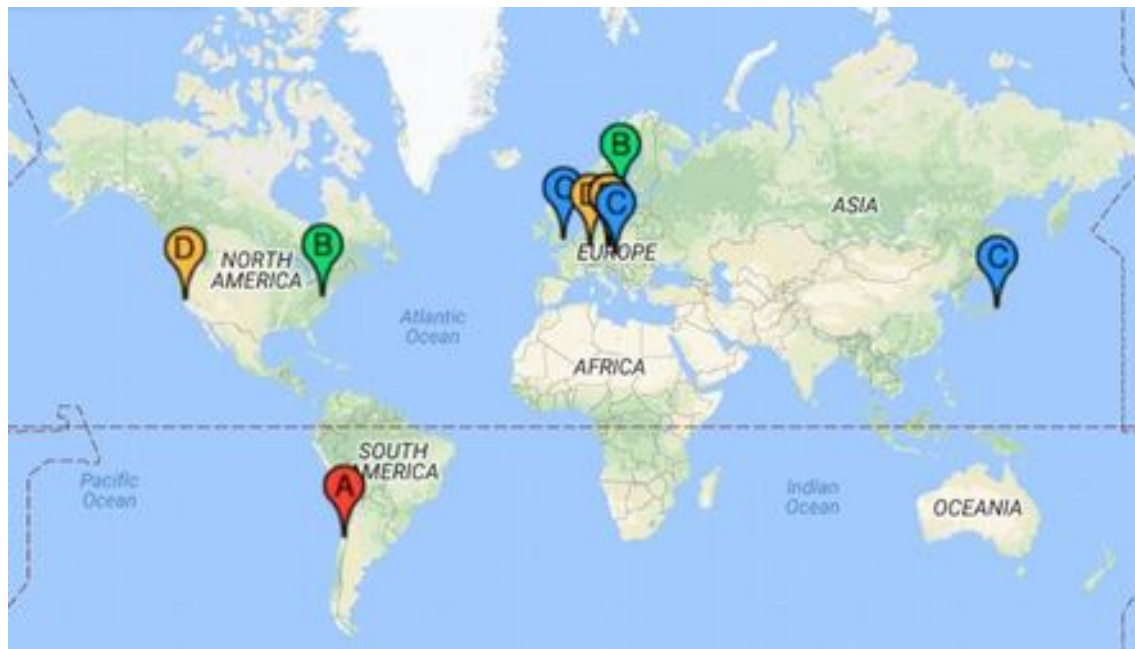 B
C
D
C
ASIA
EUROPE
D
NORTH
AMERICA
B
C
Atlantic
Ocean
AFRICA
SOUTH
AMERICA
A
Pacific
Ocean
Indian
Ocean
OCEANIA